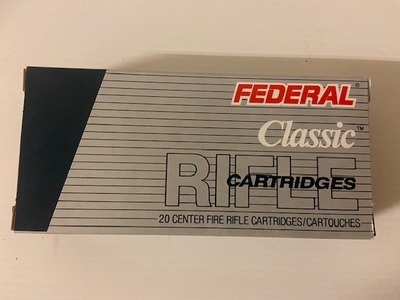 FEDERAL®
Classic™
RIFLE
CARTRIDGES
20 CENTER FIRE RIFLE CARTRIDGES/CARTOUCHES